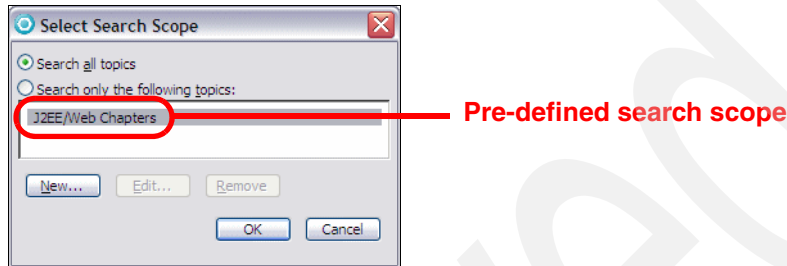 Select Search Scope
Search all topics
Search only the following topics:
J2EE/Web Chapters
Pre-defined search scope
New... Edit... Remove
OK Cancel